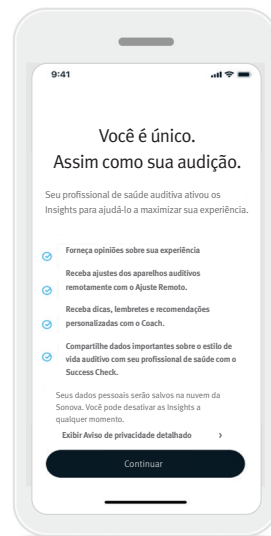 9:41
Você é único.
Assim como sua audição.
Seu profissional de saúde auditiva ativou os
Insights para ajudá-lo a maximizar sua experiência.
Forneça opiniões sobre sua experiência
Receba ajustes dos aparelhos auditivos
remotamente com o Ajuste Remoto.
Receba dicas, lembretes e recomendações
personalizadas com o Coach.
Compartilhe dados importantes sobre o estilo de
vida auditivo com seu profissional de saúde com o
Success Check.
Seus dados pessoais serão salvos na nuvem da
Sonova. Você pode desativar as Insights a
qualquer momento.
Exibir Aviso de privacidade detalhado
Continuar